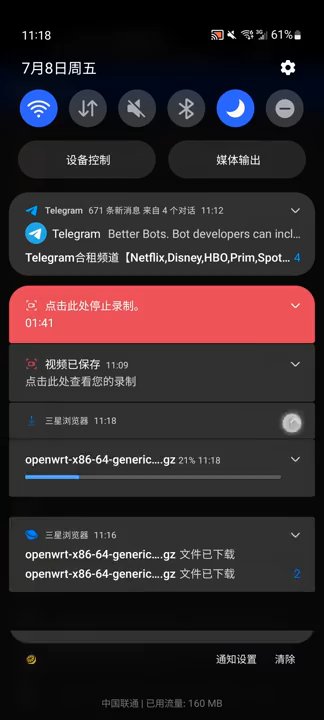 11:18
3G
61%
7月8日周五
设备控制
媒体输出
Telegram 671 条新消息 来自 4 个对话 11:12
Telegram Better Bots. Bot developers can incl...
Telegram合租频道【Netflix,Disney,HBO,Prim,Spot... 4
点击此处停止录制。
01:41
视频已保存 11:09
点击此处查看您的录制
三星浏览器 11:18
openwrt-x86-64-generic....gz 21% 11:18
三星浏览器 11:16
openwrt-x86-64-generic....gz 文件已下载
openwrt-x86-64-generic....gz 文件已下载 2
通知设置
清除
中国联通 | 已用流量: 160 MB